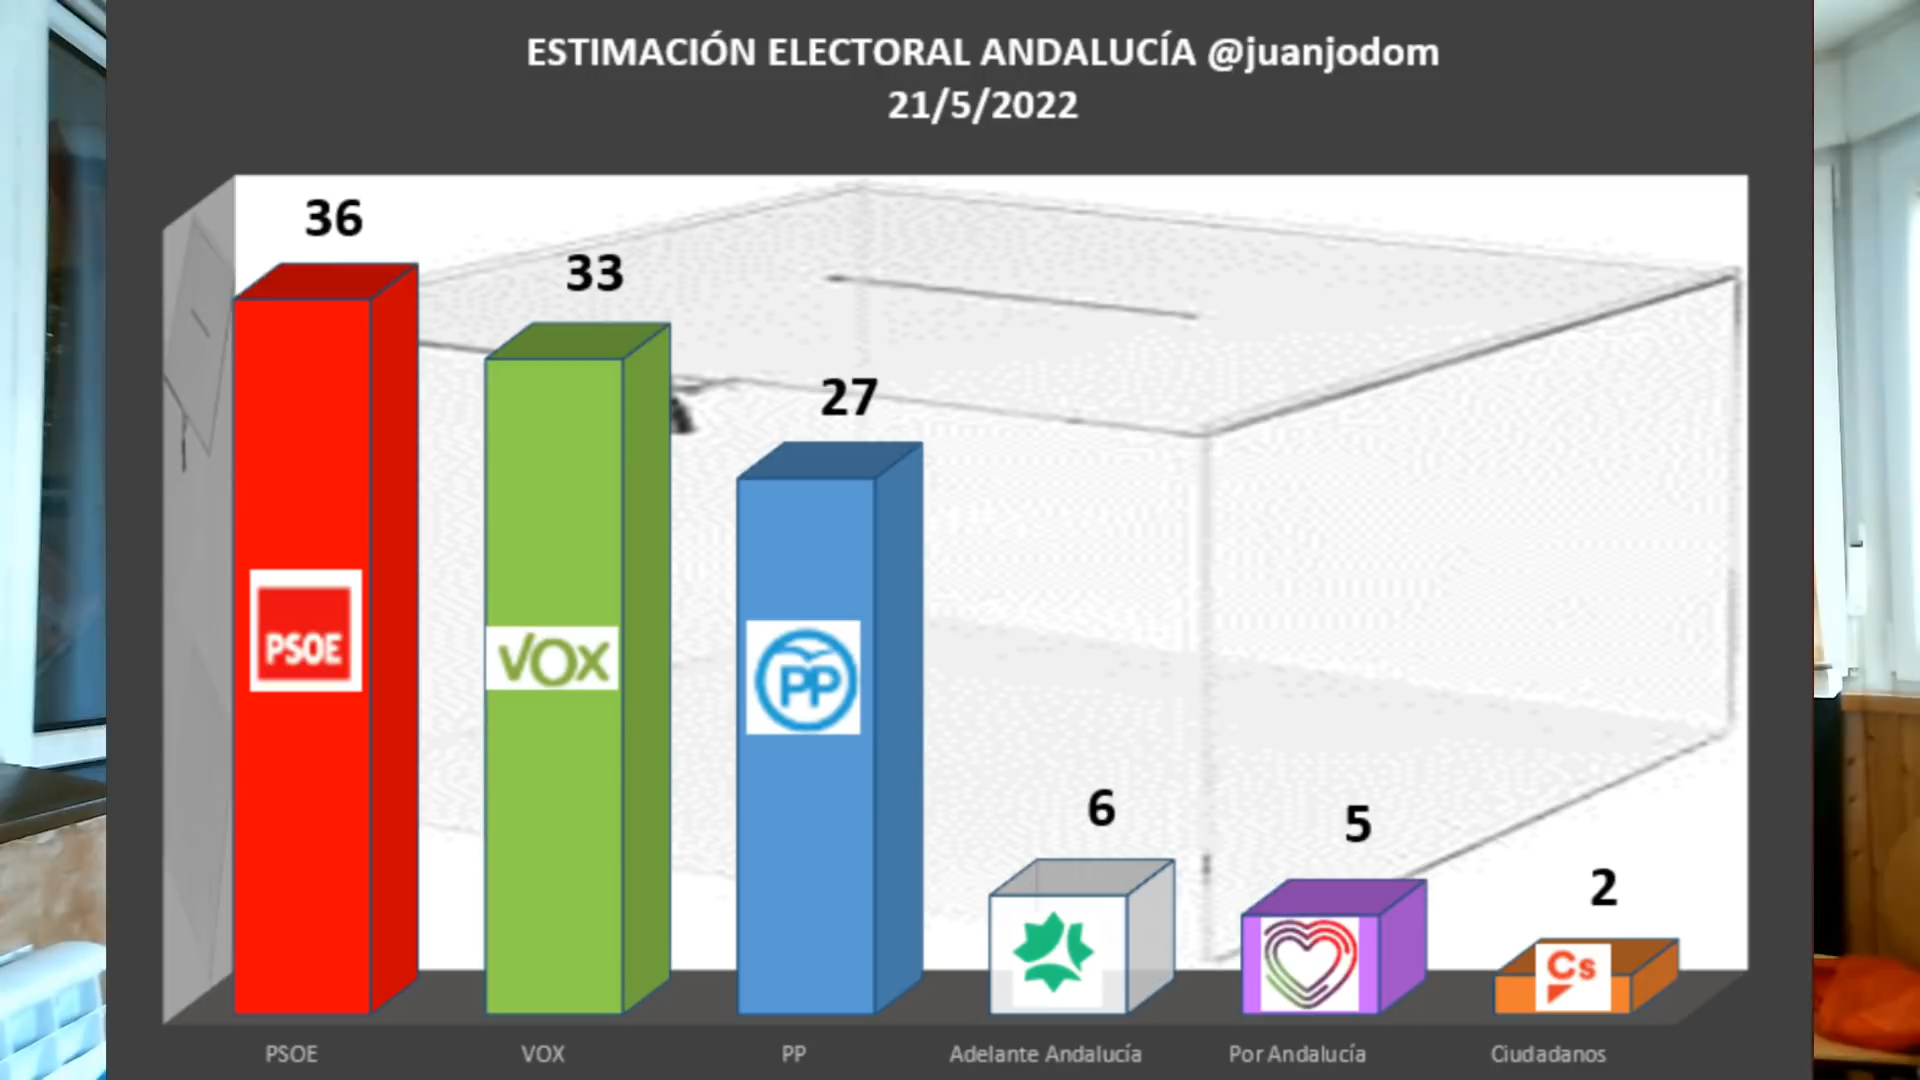 ESTIMACIÓN ELECTORAL ANDALUCÍA @juanjodom
21/5/2022
36
33
27
6
5
2
PSOE
VOX
PP
Cs
PSOE
VOX
PP
Adelante Andalucía
Por Andalucía
Ciudadanos